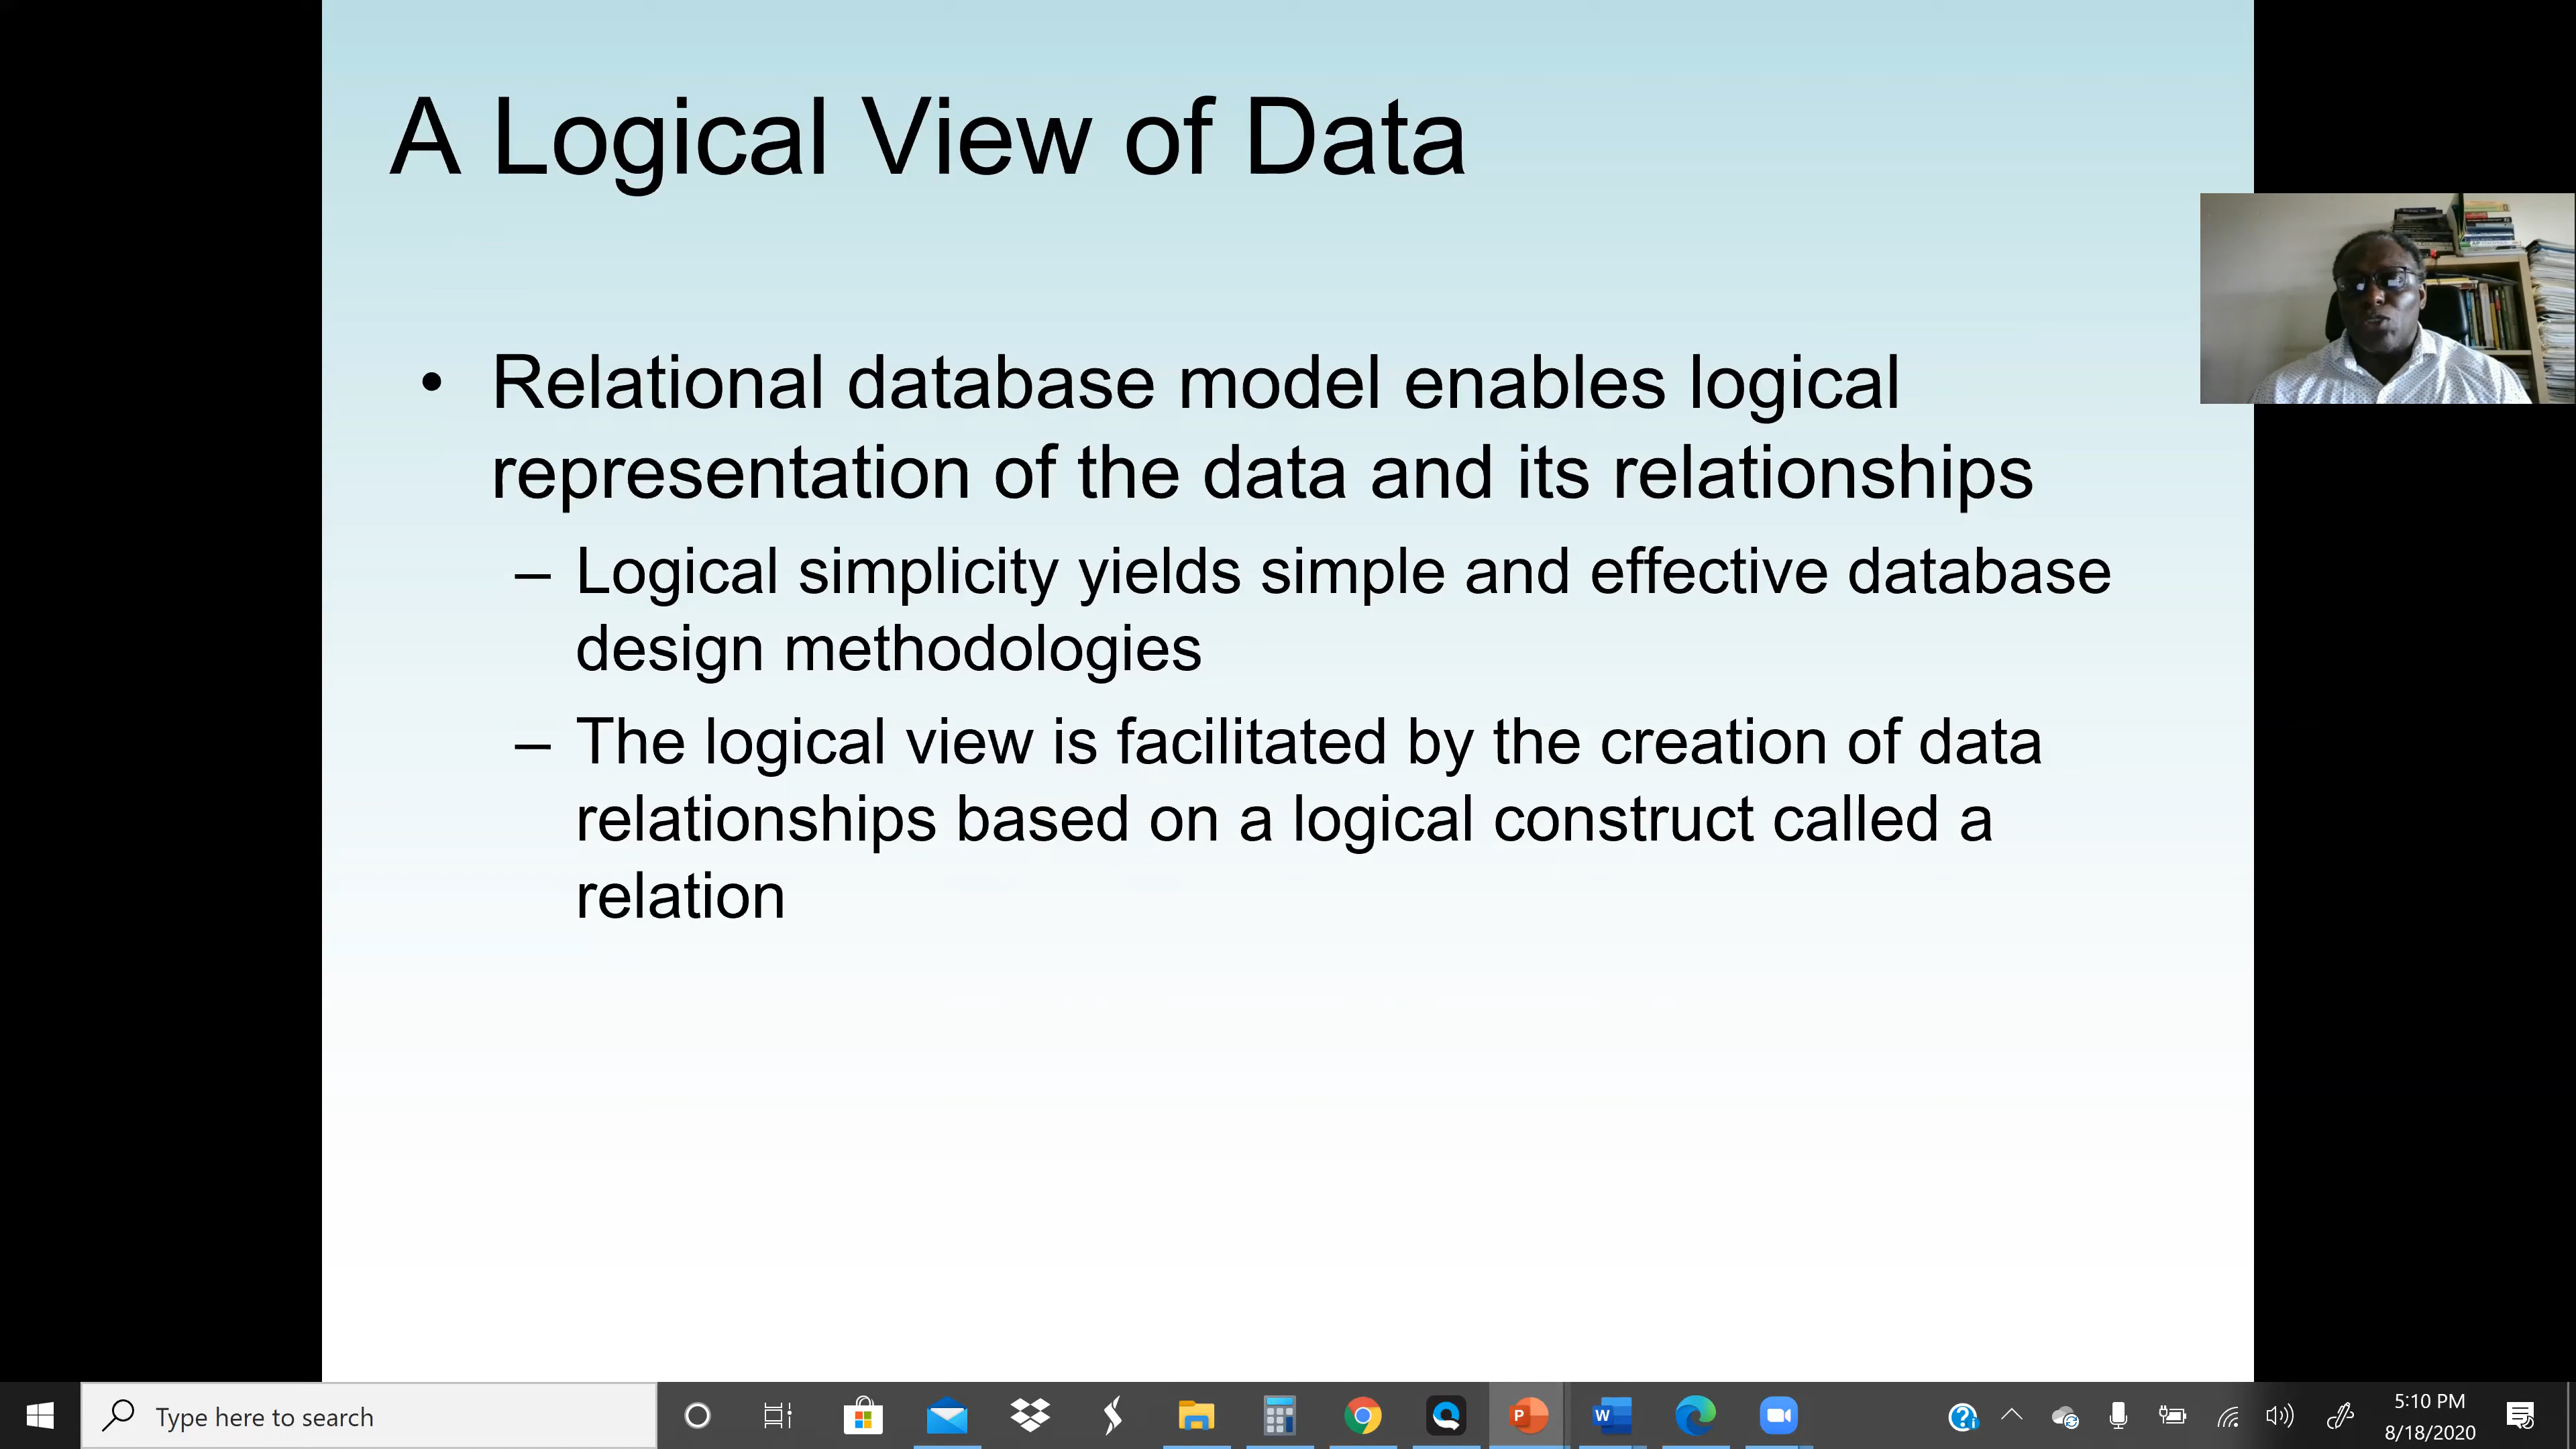 A Logical View of Data
• Relational database model enables logical
representation of the data and its relationships
– Logical simplicity yields simple and effective database
design methodologies
– The logical view is facilitated by the creation of data
relationships based on a logical construct called a
relation
Type here to search
5:10 PM
8/18/2020